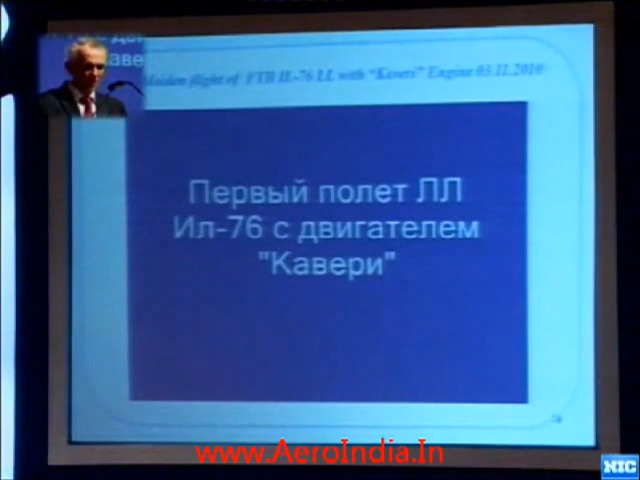 Maiden flight of FTB IL-76 LL with "Kaveri" Engine 03.11.2010
Первый полет ЛЛ
Ил-76 с двигателем
"Кавери"
www.AeroIndia.In
NIC